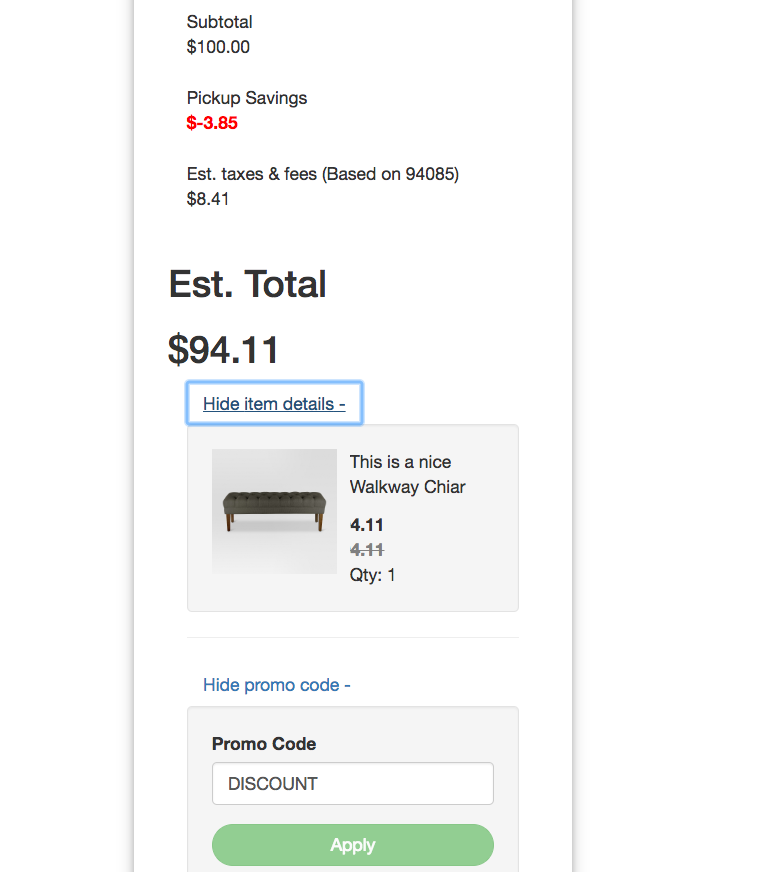 Subtotal
$100.00
Pickup Savings
$-3.85
Est. taxes & fees (Based on 94085)
$8.41
Est. Total
$94.11
Hide item details -
This is a nice
Walkway Chiar
4.11
4.11
Qty: 1
Hide promo code -
Promo Code
DISCOUNT
Apply